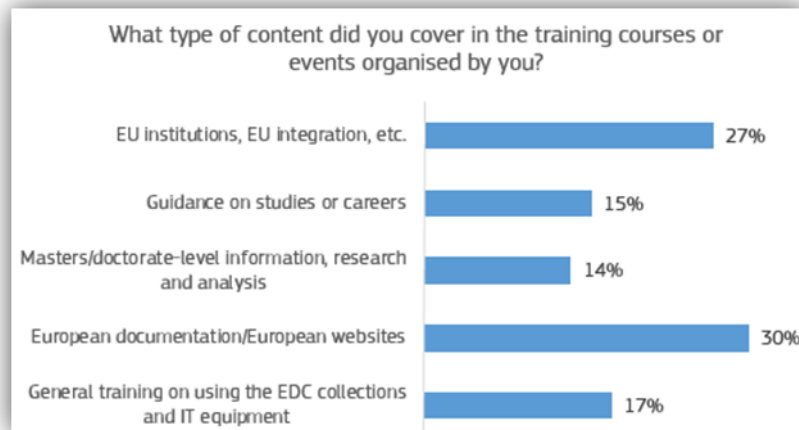 What type of content did you cover in the training courses or
events organised by you?
EU institutions, EU integration, etc.
27%
Guidance on studies or careers
15%
Masters/doctorate-level information, research
and analysis
14%
European documentation/European websites
30%
General training on using the EDC collections
and IT equipment
17%